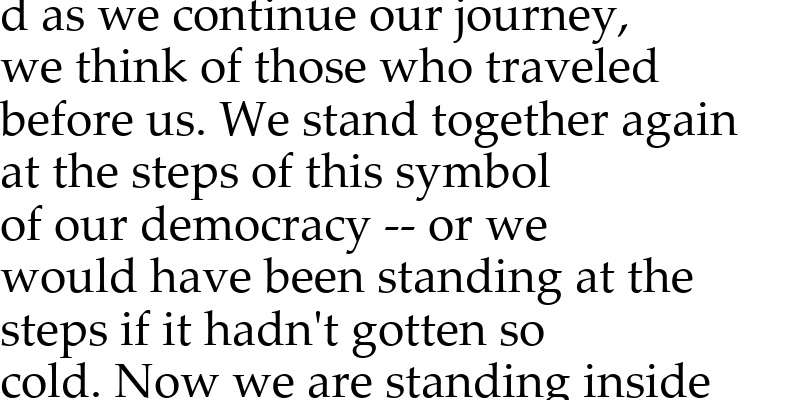 d as we continue our journey,
we think of those who traveled
before us. We stand together again
at the steps of this symbol
of our democracy -- or we
would have been standing at the
steps if it hadn't gotten so
cold. Now we are standing inside